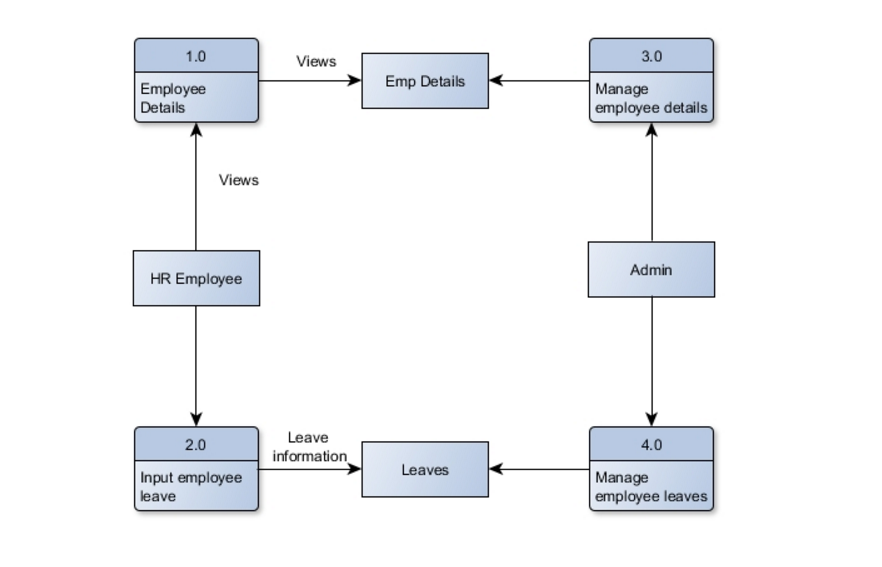 1.0
Employee
Details
Views
Emp Details
3.0
Manage
employee details
Views
HR Employee
Admin
2.0
Input employee
leave
Leave
information
Leaves
4.0
Manage
employee leaves